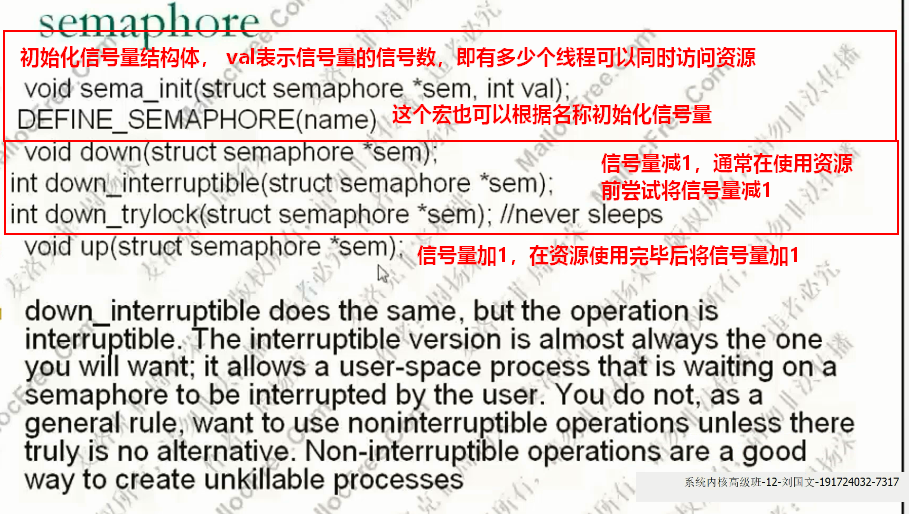 semaphore
初始化信号量结构体， val表示信号量的信号数，即有多少个线程可以同时访问资源
void sema_init(struct semaphore *sem, int val);
DEFINE_SEMAPHORE(name) 这个宏也可以根据名称初始化信号量
void down(struct semaphore *sem);
信号量减1，通常在使用资源
前尝试将信号量减1
int down_interruptible(struct semaphore *sem);
int down_trylock(struct semaphore *sem); //never sleeps
void up(struct semaphore *sem); 信号量加1，在资源使用完毕后将信号量加1
down_interruptible does the same, but the operation is
interruptible. The interruptible version is almost always the one
you will want; it allows a user-space process that is waiting on a
semaphore to be interrupted by the user. You do not, as a
general rule, want to use noninterruptible operations unless there
truly is no alternative. Non-interruptible operations are a good
way to create unkillable processes
系统内核高级班-12-刘国文-191724032-7317